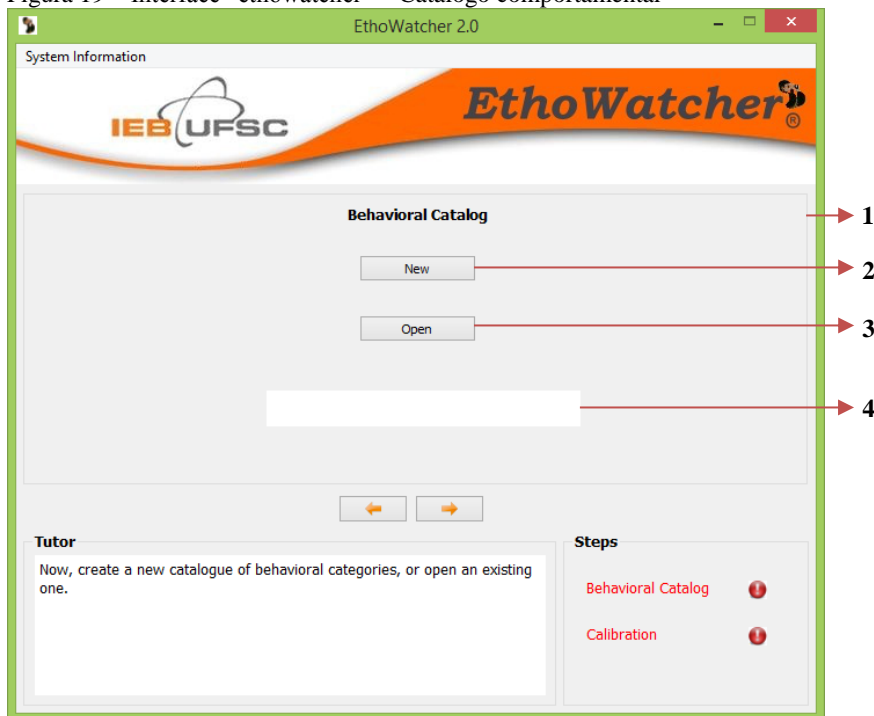 Figura 19 – Interface “ethowatcher” – Catálogo comportamental
EthoWatcher 2.0
System Information
IEB UFSC
EthoWatcher®
Behavioral Catalog
1
New
2
Open
3
4
Tutor
Now, create a new catalogue of behavioral categories, or open an existing
one.
Steps
Behavioral Catalog
Calibration